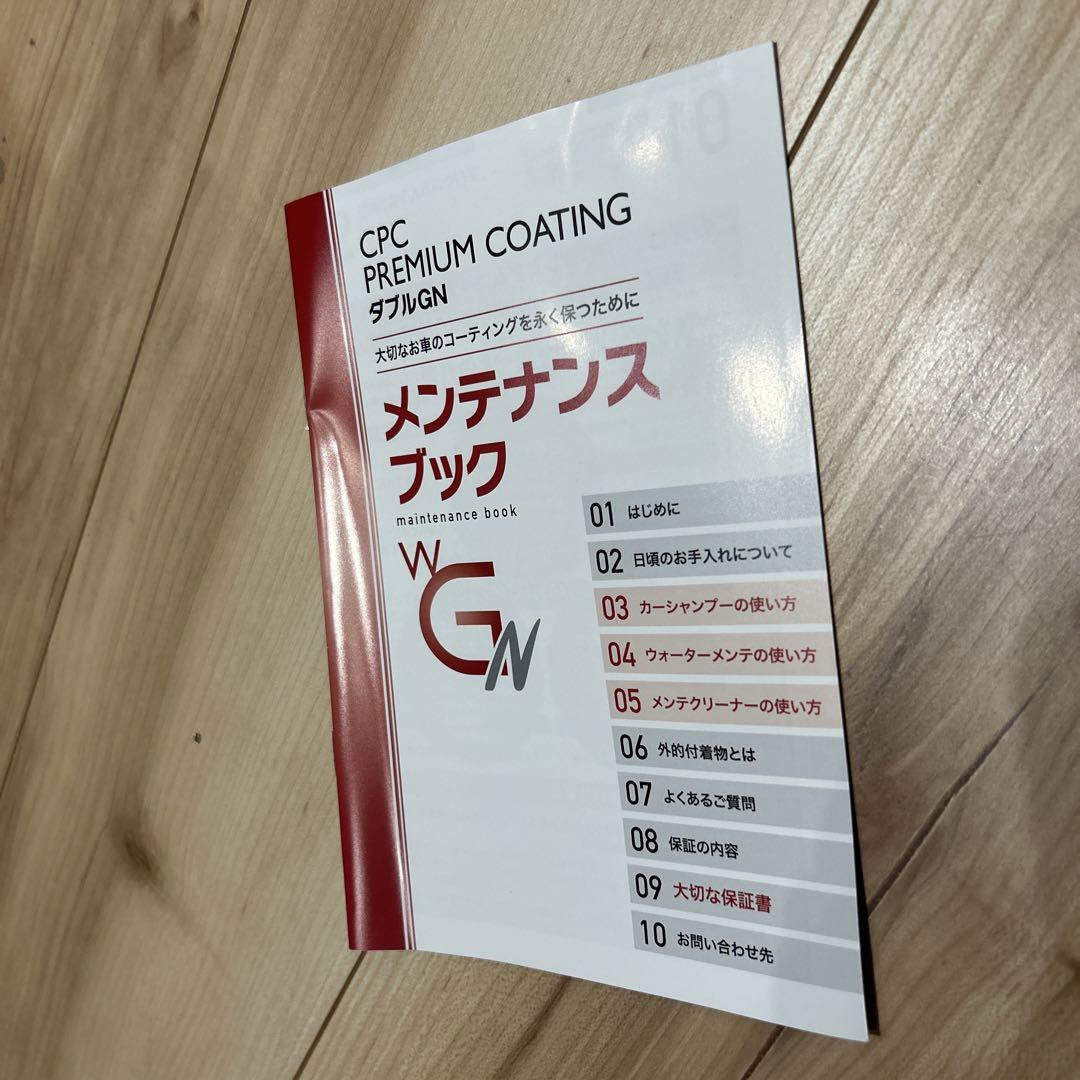 CPC
PREMIUM COATING
ダブルGN
大切なお車のコーティングを永く保つために
メンテナンス
ブック
maintenance book
W
GN
01 はじめに
02 日頃のお手入れについて
03 カーシャンプーの使い方
04 ウォーターメンテの使い方
05 メンテクリーナーの使い方
06 外的付着物とは
07 よくあるご質問
08 保証の内容
09 大切な保証書
10 お問い合わせ先